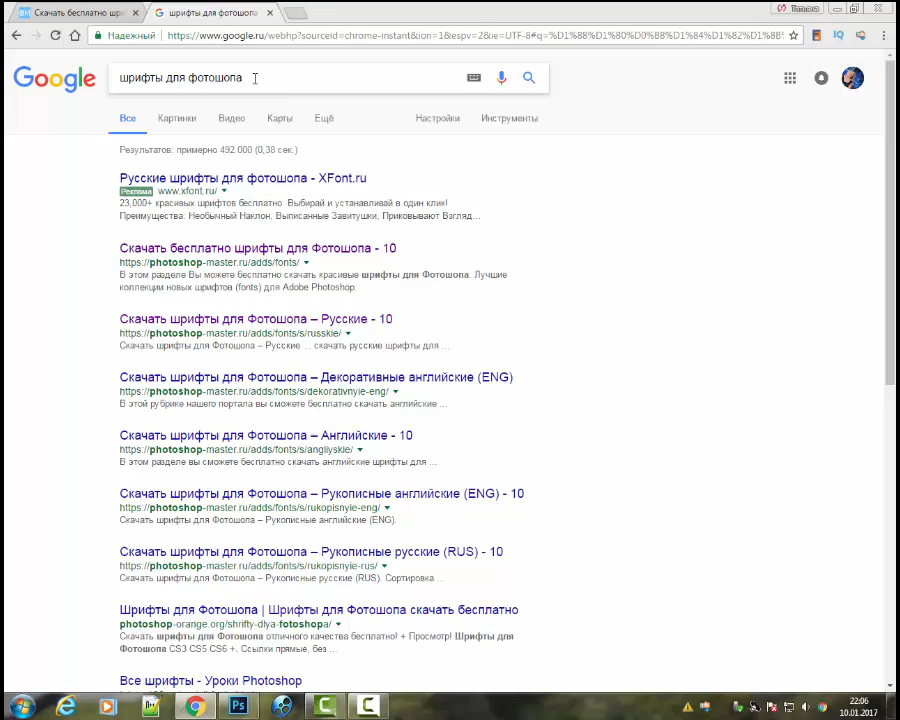 Скачать бесплатно шри
шрифты для фотошопа
Tamara
Надежный
https://www.google.ru/webhp?sourceid=chrome-instant&ion=1&espv=2&ie=UTF-8#q=%D1%88%D1%80%D0%B8%D1%84%D1%82%D1%8B%
Google
шрифты для фотошопа
Все Картинки Видео Карты Ещё Настройки Инструменты
Результатов: примерно 492 000 (0,38 сек.)
Русские шрифты для фотошопа - XFont.ru
Реклама www.xfont.ru/
23,000+ красивых шрифтов бесплатно. Выбирай и устанавливай в один клик!
Преимущества: Необычный Наклон, Выписанные Завитушки, Приковывают Взгляд...
Скачать бесплатно шрифты для Фотошопа - 10
https://photoshop-master.ru/adds/fonts/
В этом разделе Вы можете бесплатно скачать красивые шрифты для Фотошопа. Лучшие
коллекции новых шрифтов (fonts) для Adobe Photoshop.
Скачать шрифты для Фотошопа – Русские - 10
https://photoshop-master.ru/adds/fonts/s/russkie/
Скачать шрифты для Фотошопа – Русские ... скачать русские шрифты для ...
Скачать шрифты для Фотошопа – Декоративные английские (ENG)
https://photoshop-master.ru/adds/fonts/s/dekorativnyie-eng/
В этой рубрике нашего портала вы сможете бесплатно скачать английские ...
Скачать шрифты для Фотошопа – Английские - 10
https://photoshop-master.ru/adds/fonts/s/angliyskie/
В этом разделе вы сможете бесплатно скачать английские шрифты для ...
Скачать шрифты для Фотошопа – Рукописные английские (ENG) - 10
https://photoshop-master.ru/adds/fonts/s/rukopisnyie-eng/
Скачать шрифты для Фотошопа – Рукописные английские (ENG).
Скачать шрифты для Фотошопа – Рукописные русские (RUS) - 10
https://photoshop-master.ru/adds/fonts/s/rukopisnyie-rus/
Скачать шрифты для Фотошопа – Рукописные русские (RUS). Сортировка ...
Шрифты для Фотошопа | Шрифты для Фотошопа скачать бесплатно
photoshop-orange.org/shrifty-dlya-fotoshopa/
Скачать шрифты для Фотошопа отличного качества бесплатно! + Просмотр! Шрифты для
Фотошопа CS3 CS5 CS6 +. Ссылки прямые, без ...
Все шрифты - Уроки Photoshop
22:06
10.01.2017